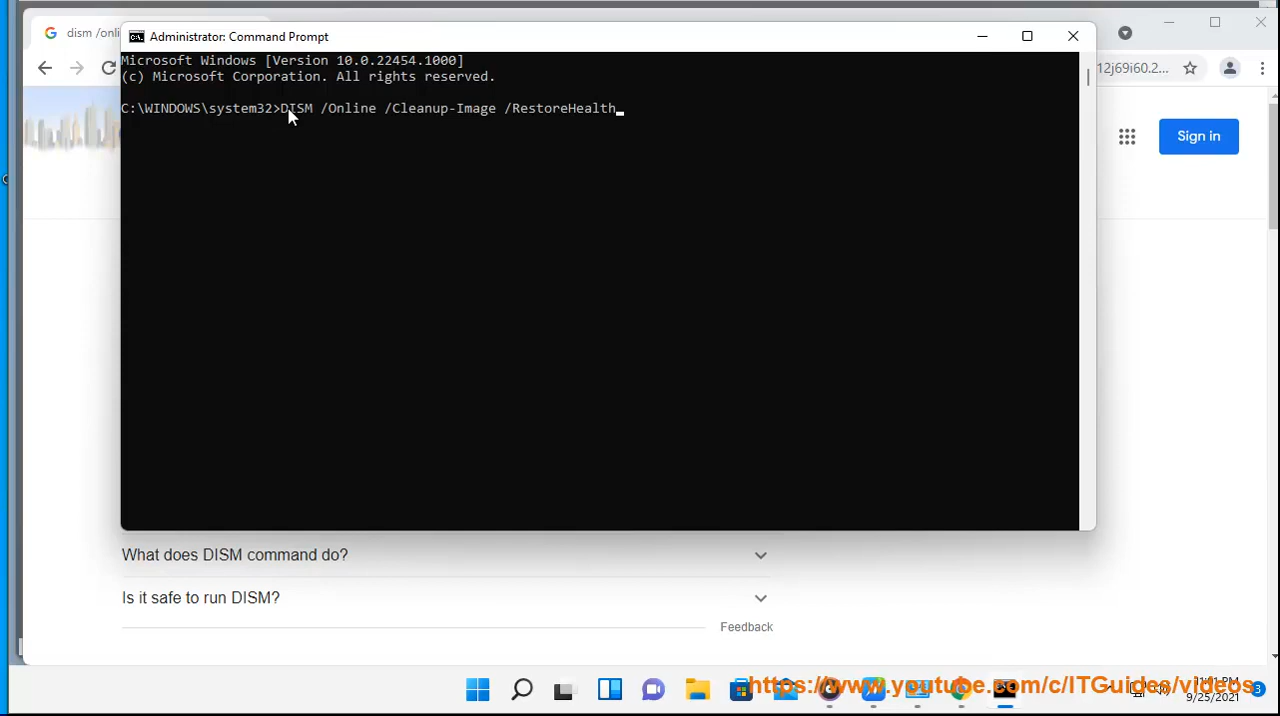 dism /onli
Administrator: Command Prompt
Microsoft Windows [Version 10.0.22454.1000]
(c) Microsoft Corporation. All rights reserved.
12j69i60.2...
C:\WINDOWS\system32>DISM /Online /Cleanup-Image /RestoreHealth
Sign in
What does DISM command do?
Is it safe to run DISM?
Feedback
https://www.youtube.com/c/ITGuides/videos
9/25/2021
3